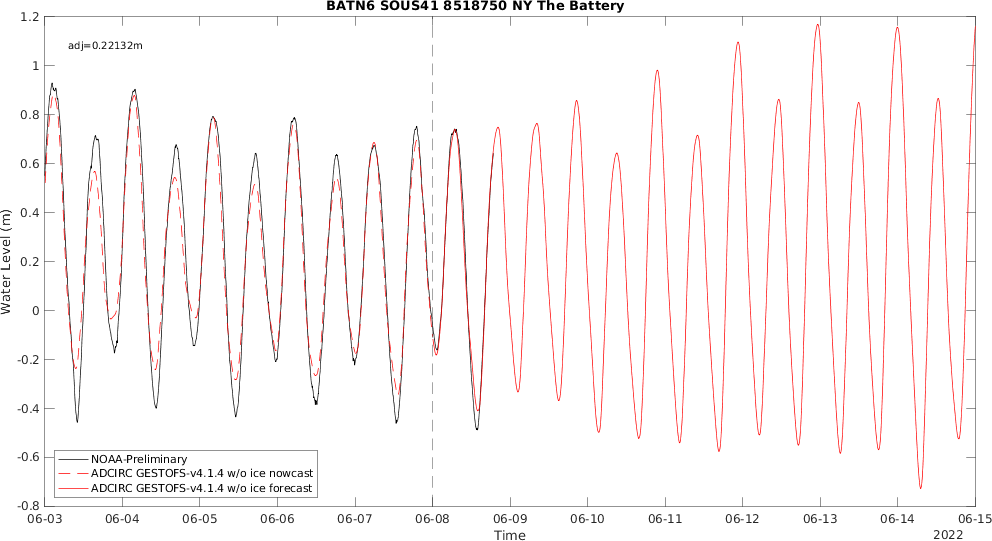 BATN6 SOUS41 8518750 NY The Battery
1.2
adj=0.22132m
1
0.8
0.6
0.4
0.2
0
-0.2
-0.4
-0.6
-0.8
Water Level (m)
NOAA-Preliminary
ADCIRC GESTOFS-v4.1.4 w/o ice nowcast
ADCIRC GESTOFS-v4.1.4 w/o ice forecast
06-03 06-04 06-05 06-06 06-07 06-08 06-09 06-10 06-11 06-12 06-13 06-14 06-15
Time
2022